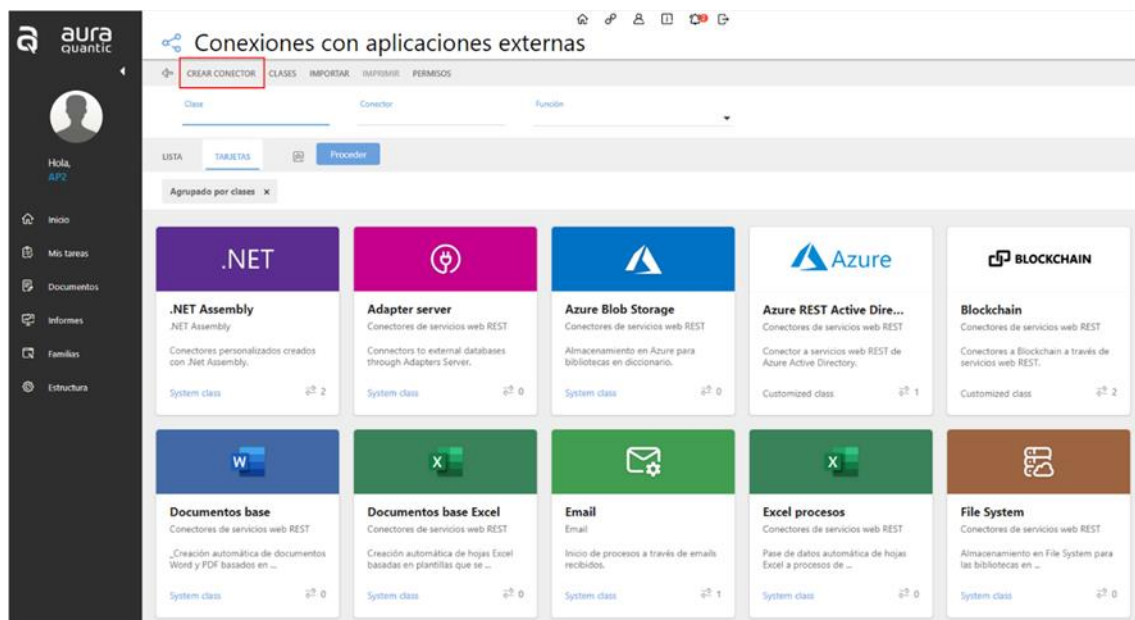 aura
quantic
Conexiones con aplicaciones externas
CREAR CONECTOR CLASES IMPORTAR IMPRIMIR PERMISOS
Clase Conector Función
Hola,
AP2
LISTA TARJETAS Proceder
Agrupado por clases x
Inicio
Mis tareas
Documentos
Informes
Familias
Estructura
.NET
.NET Assembly
.NET Assembly
Conectores personalizados creados
con .Net Assembly.
System class 2
Adapter server
Conectores de servicios web REST
Connectors to external databases
through Adapters Server.
System class 0
Azure Blob Storage
Conectores de servicios web REST
Almacenamiento en Azure para
bibliotecas en diccionario.
System class 0
Azure
Azure REST Active Dire...
Conectores de servicios web REST
Conector a servicios web REST de
Azure Active Directory.
Customized class 1
BLOCKCHAIN
Blockchain
Conectores de servicios web REST
Conectores a Blockchain a través de
servicios web REST.
Customized class 2
W
Documentos base
Conectores de servicios web REST
_Creación automática de documentos
Word y PDF basados en ...
System class 0
X
Documentos base Excel
Conectores de servicios web REST
Creación automática de hojas Excel
basadas en plantillas que se ...
System class 0
Email
Email
Inicio de procesos a través de emails
recibidos.
System class 1
X
Excel procesos
Conectores de servicios web REST
Pase de datos automática de hojas
Excel a procesos de ...
System class 0
File System
Conectores de servicios web REST
Almacenamiento en File System para
las bibliotecas en ...
System class 0